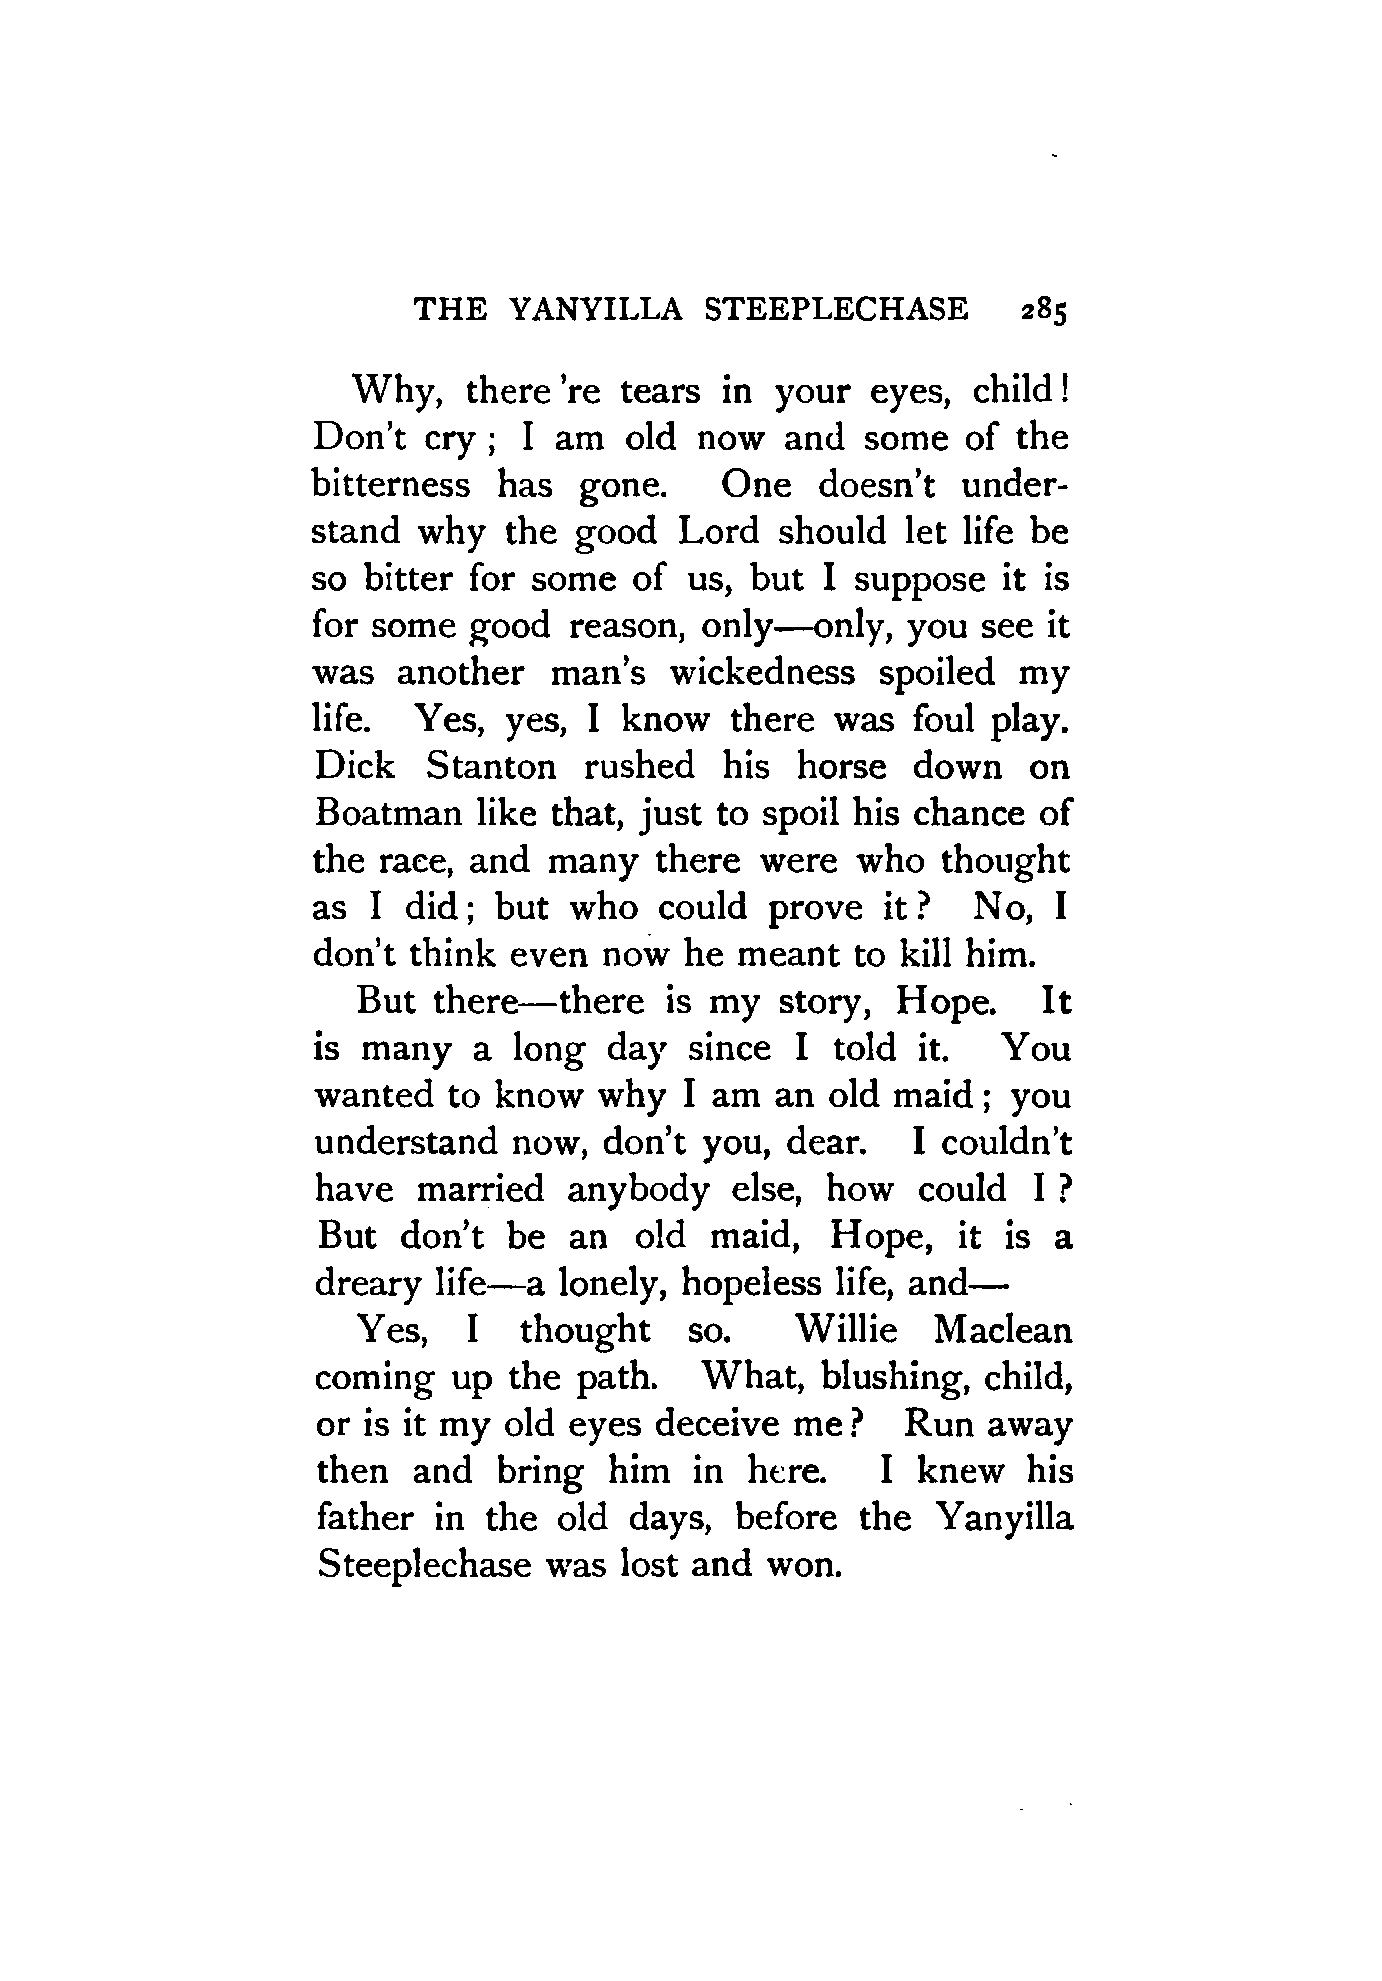 THE YANYILLA STEEPLECHASE 285
Why, there 're tears in your eyes, child!
Don't cry; I am old now and some of the
bitterness has gone. One doesn't under-
stand why the good Lord should let life be
so bitter for some of us, but I suppose it is
for some good reason, only—only, you see it
was another man's wickedness spoiled my
life. Yes, yes, I know there was foul play.
Dick Stanton rushed his horse down on
Boatman like that, just to spoil his chance of
the race, and many there were who thought
as I did; but who could prove it? No, I
don't think even now he meant to kill him.
But there—there is my story, Hope. It
is many a long day since I told it. You
wanted to know why I am an old maid; you
understand now, don't you, dear. I couldn't
have married anybody else, how could I?
But don't be an old maid, Hope, it is a
dreary life—a lonely, hopeless life, and—
Yes, I thought so. Willie Maclean
coming up the path. What, blushing, child,
or is it my old eyes deceive me? Run away
then and bring him in here. I knew his
father in the old days, before the Yanyilla
Steeplechase was lost and won.